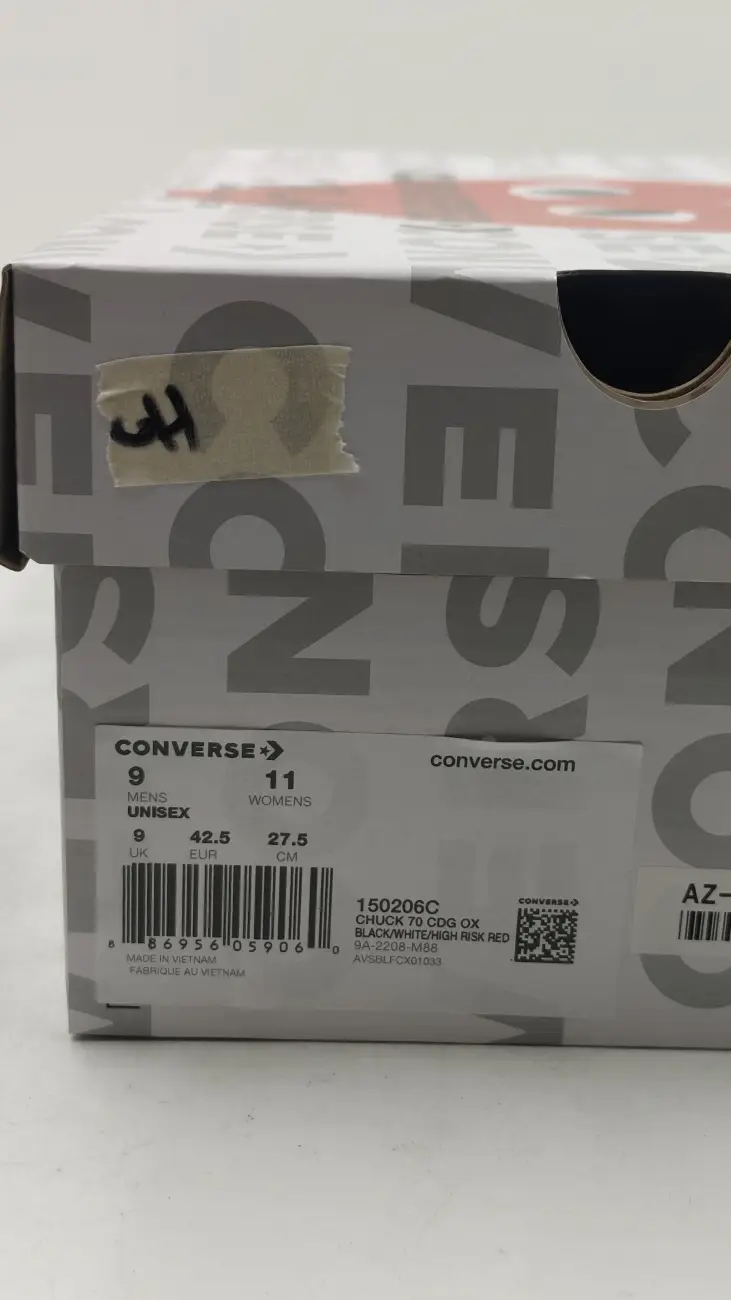 CONVERSE
converse.com
9 11
MENS WOMENS
UNISEX
9 42.5 27.5
UK EUR CM
8 86956 05906 0
MADE IN VIETNAM
FABRIQUE AU VIETNAM
150206C
CHUCK 70 CDG OX
BLACK/WHITE/HIGH RISK RED
9A-2208-M88
AVSBLFCX01033
CONVERSE
AZ-